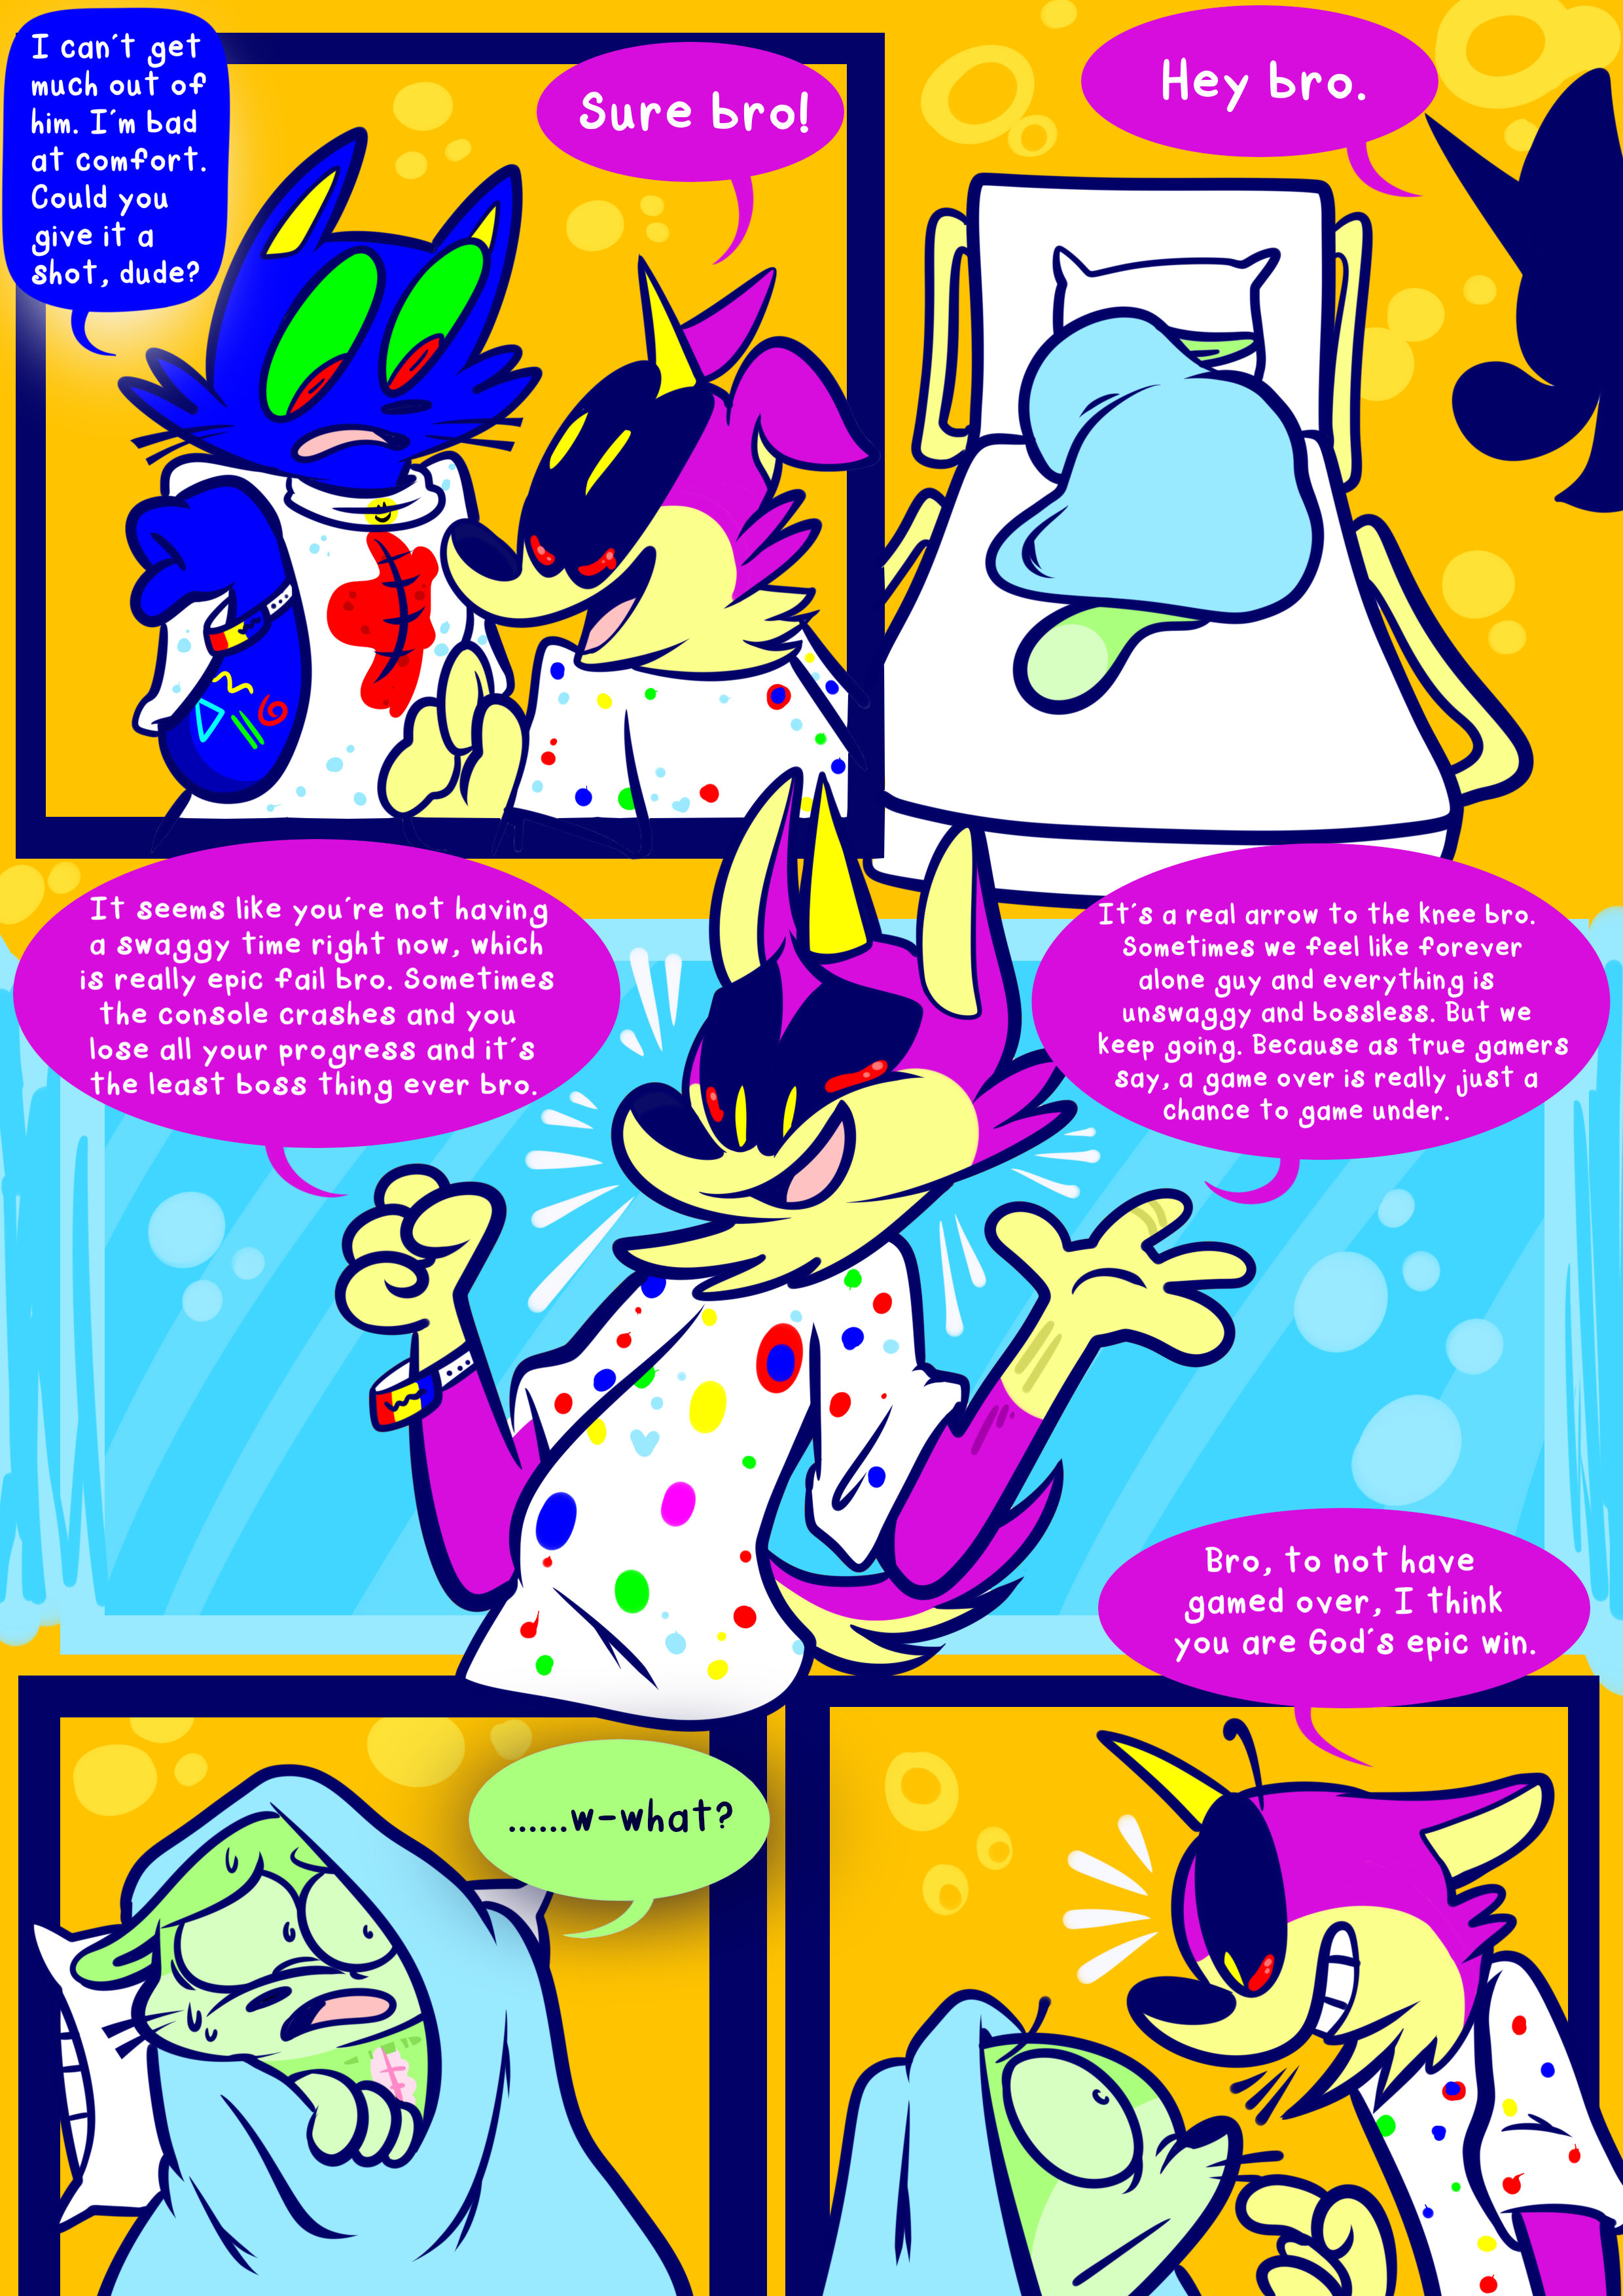 I can't get
much out of
him. I'm bad
at comfort.
Could you
give it a
shot, dude?
Sure bro!
Hey bro.
It seems like you're not having
a swaggy time right now, which
is really epic fail bro. Sometimes
the console crashes and you
lose all your progress and it's
the least boss thing ever bro.
It's a real arrow to the knee bro.
Sometimes we feel like forever
alone guy and everything is
unswaggy and bossless. But we
keep going. Because as true gamers
say, a game over is really just a
chance to game under.
Bro, to not have
gamed over, I think
you are God's epic win.
......w-what?